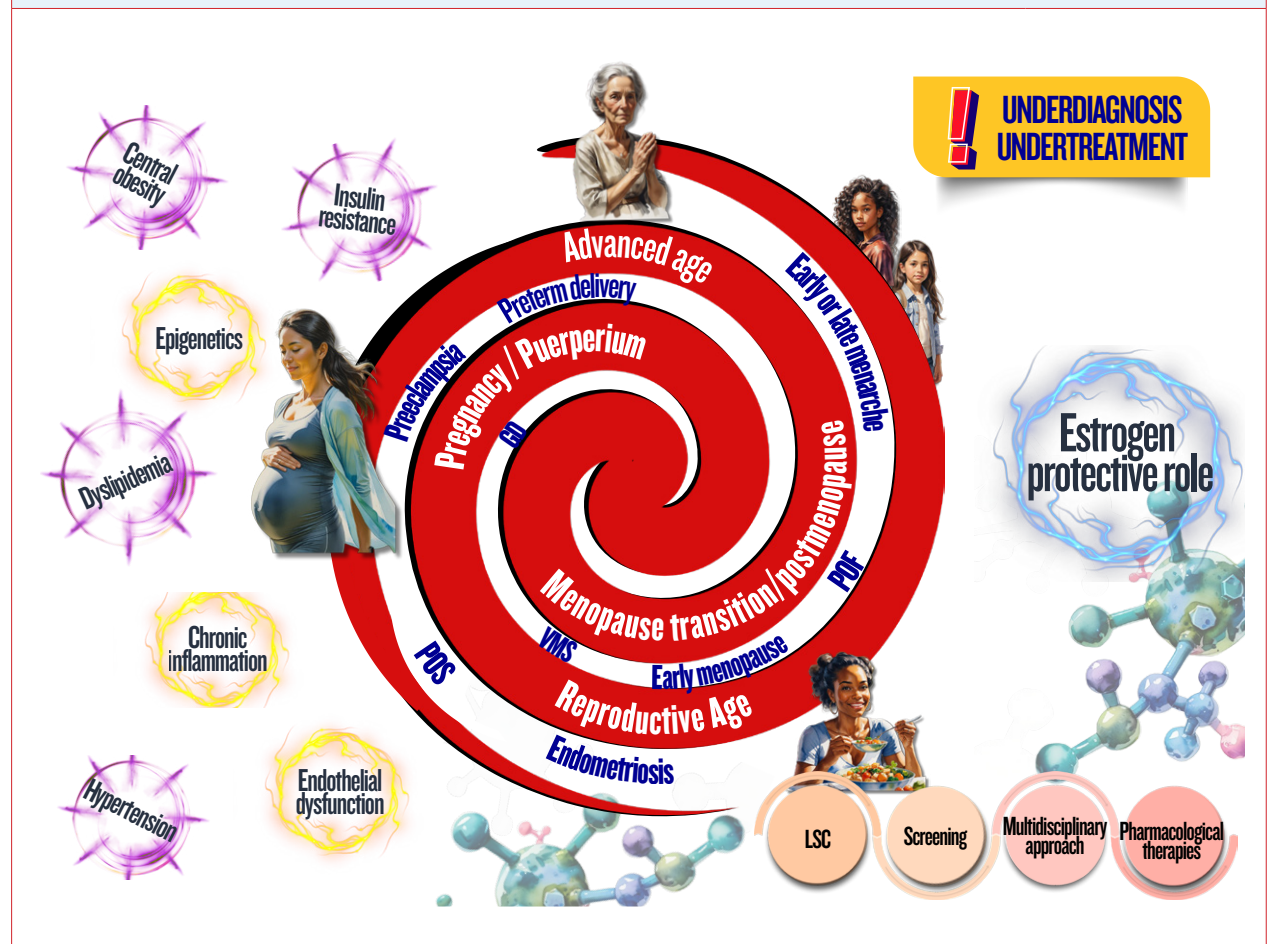 UNDERDIAGNOSIS
UNDERTREATMENT
Central
obesity
Insulin
resistance
Epigenetics
Dyslipidemia
Chronic
inflammation
Hypertension
Endothelial
dysfunction
Advanced age
Preterm delivery
Preeclampsia
Pregnancy / Puerperium
GD
Early or late menarche
Menopause transition/postmenopause
POF
VMS
Early menopause
POS
Reproductive Age
Endometriosis
Estrogen
protective role
LSC
Screening
Multidisciplinary
approach
Pharmacological
therapies